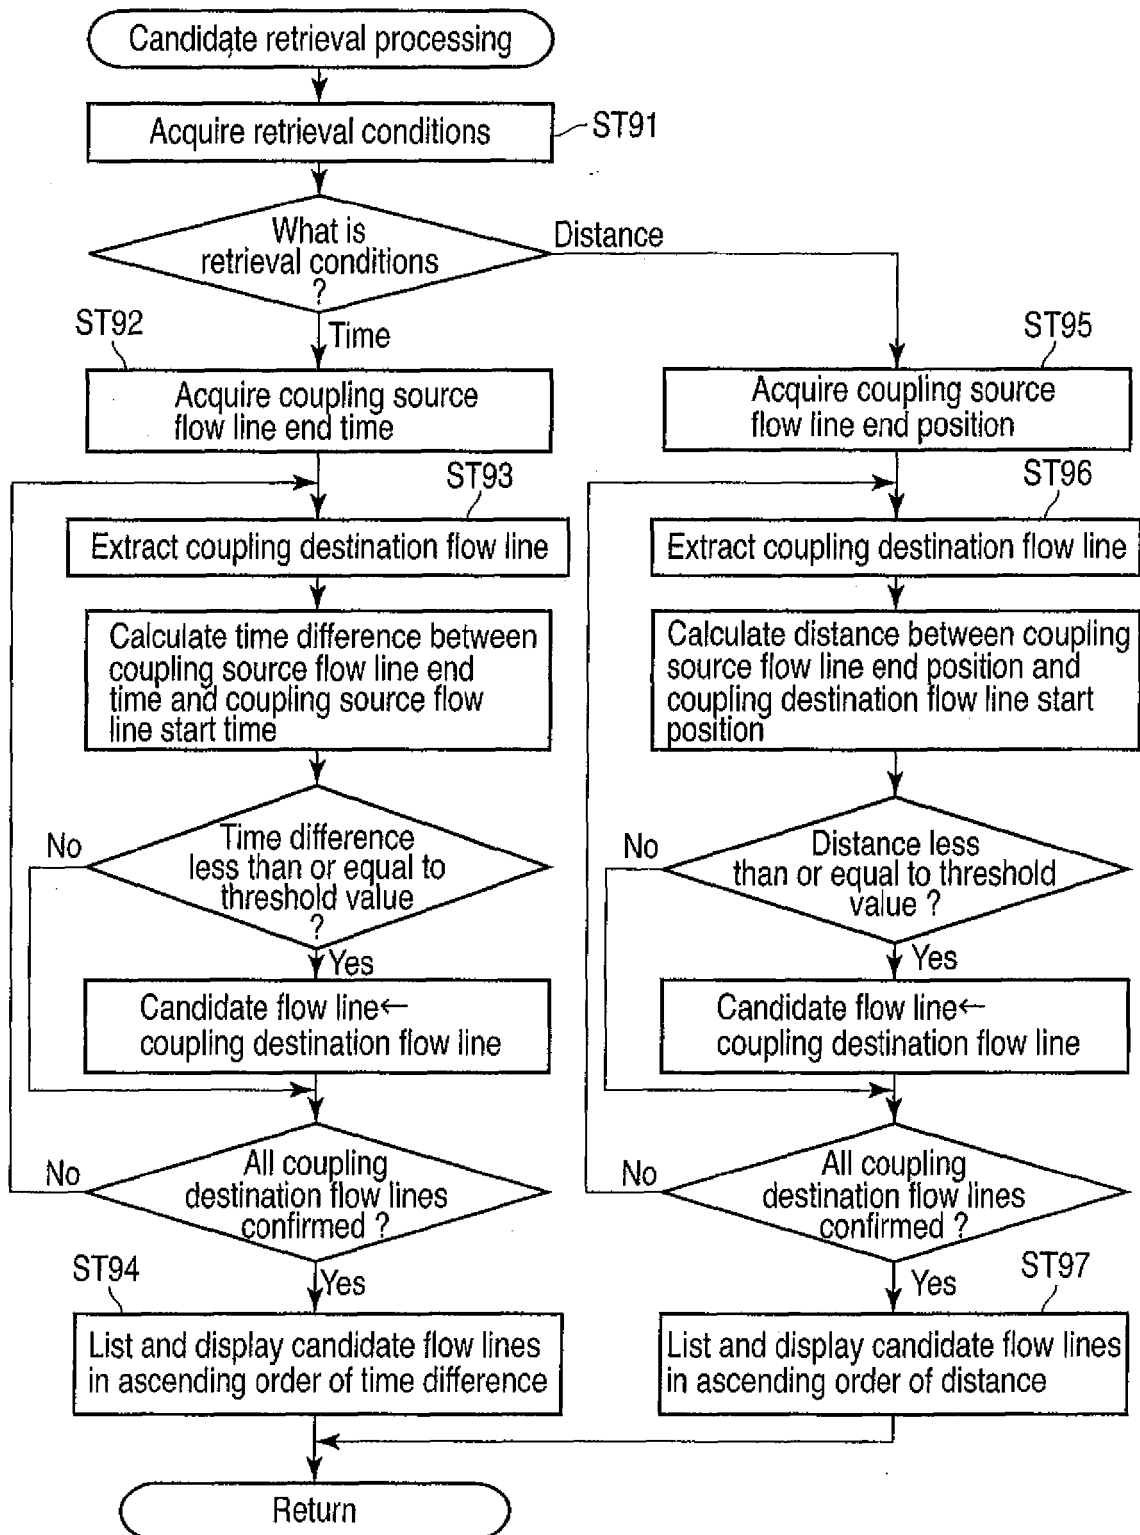 Candidate retrieval processing
Acquire retrieval conditions
ST91
What is
retrieval conditions
?
Distance
Time
ST92
Acquire coupling source
flow line end time
ST93
Extract coupling destination flow line
Calculate time difference between
coupling source flow line end
time and coupling source flow
line start time
Time difference
less than or equal to
threshold value
?
No
Yes
Candidate flow line←
coupling destination flow line
All coupling
destination flow lines
confirmed ?
No
Yes
ST94
List and display candidate flow lines
in ascending order of time difference
ST95
Acquire coupling source
flow line end position
ST96
Extract coupling destination flow line
Calculate distance between coupling
source flow line end position and
coupling destination flow line start
position
Distance less
than or equal to threshold
value ?
No
Yes
Candidate flow line←
coupling destination flow line
All coupling
destination flow lines
confirmed ?
No
Yes
ST97
List and display candidate flow lines
in ascending order of distance
Return